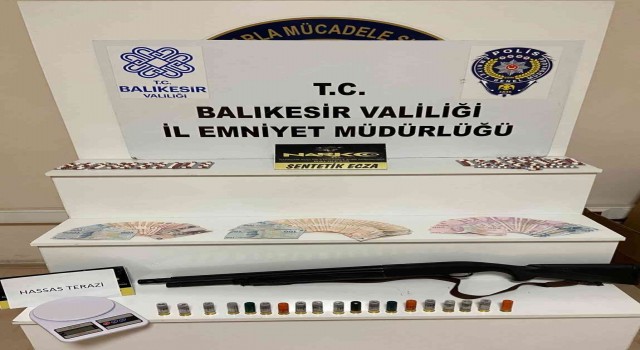 T.C.
BALIKESİR
VALİLİĞİ
POLİS
T.C.
BALIKESİR VALİLİĞİ
İL EMNİYET MÜDÜRLÜĞÜ
NARKO
SENTETİK ECZA
HASSAS TERAZİ